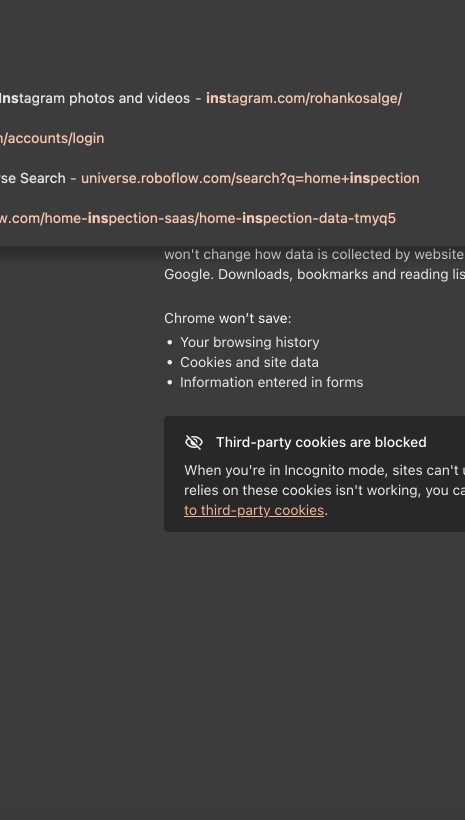 Instagram photos and videos - instagram.com/rohankosalge/
/accounts/login
se Search - universe.roboflow.com/search?q=home+inspection
w.com/home-inspection-saas/home-inspection-data-tmyq5
won't change how data is collected by website
Google. Downloads, bookmarks and reading lis
Chrome won't save:
• Your browsing history
• Cookies and site data
• Information entered in forms
Third-party cookies are blocked
When you're in Incognito mode, sites can't u
relies on these cookies isn't working, you ca
to third-party cookies.